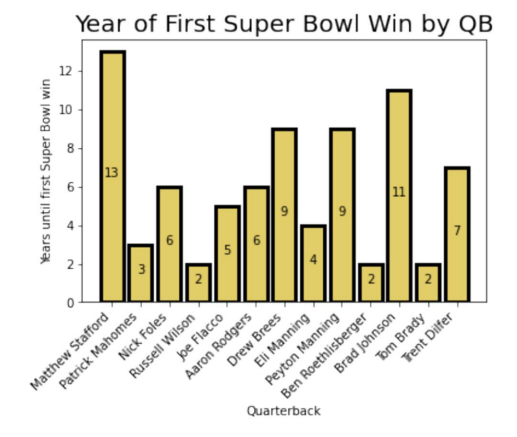 Year of First Super Bowl Win by QB
Years until first Super Bowl win
12
10
8
6
4
2
0
13
3
6
2
5
6
9
4
9
2
11
2
7
Matthew Stafford
Patrick Mahomes
Nick Foles
Russell Wilson
Joe Flacco
Aaron Rodgers
Drew Brees
Eli Manning
Peyton Manning
Ben Roethlisberger
Brad Johnson
Tom Brady
Trent Dilfer
Quarterback